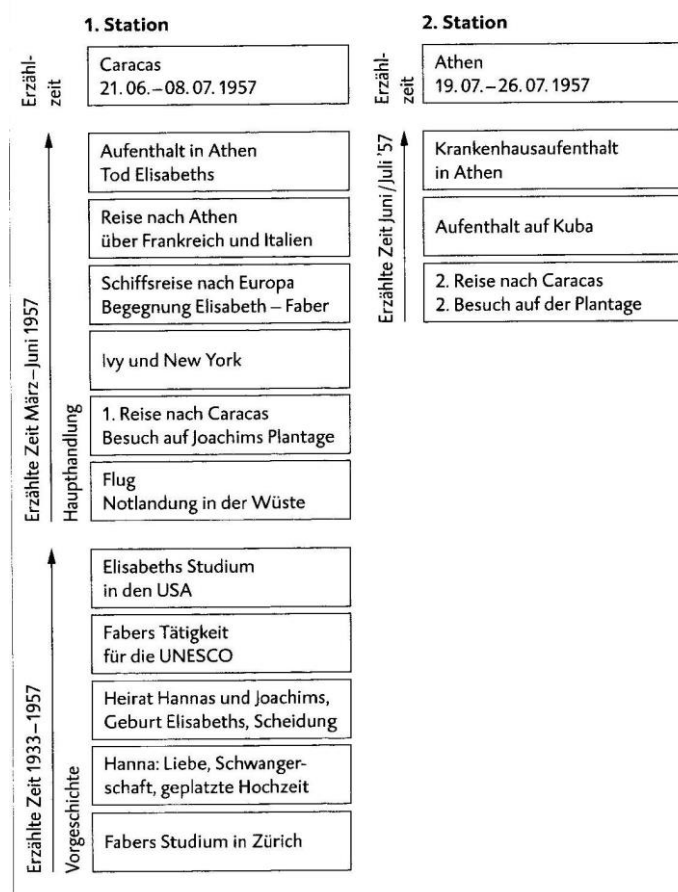 1. Station
Erzähl-
zeit
Caracas
21. 06. – 08. 07. 1957
Erzählte Zeit März – Juni 1957
Haupthandlung
Aufenthalt in Athen
Tod Elisabeths
Reise nach Athen
über Frankreich und Italien
Schiffsreise nach Europa
Begegnung Elisabeth – Faber
Ivy und New York
1. Reise nach Caracas
Besuch auf Joachims Plantage
Flug
Notlandung in der Wüste
Erzählte Zeit 1933–1957
Vorgeschichte
Elisabeths Studium
in den USA
Fabers Tätigkeit
für die UNESCO
Heirat Hannas und Joachims,
Geburt Elisabeths, Scheidung
Hanna: Liebe, Schwanger-
schaft, geplatzte Hochzeit
Fabers Studium in Zürich
2. Station
Erzähl-
zeit
Athen
19. 07. – 26. 07. 1957
Erzählte Zeit Juni / Juli '57
Krankenhausaufenthalt
in Athen
Aufenthalt auf Kuba
2. Reise nach Caracas
2. Besuch auf der Plantage